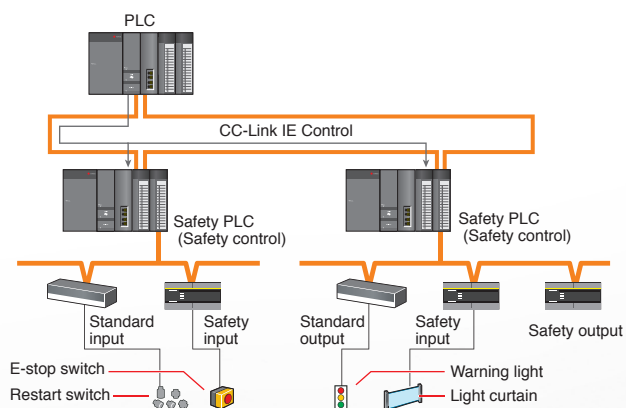 PLC
CC-Link IE Control
Safety PLC
(Safety control)
Safety PLC
(Safety control)
Standard
input
Safety
input
Standard
output
Safety
input
Safety output
E-stop switch
Restart switch
Warning light
Light curtain